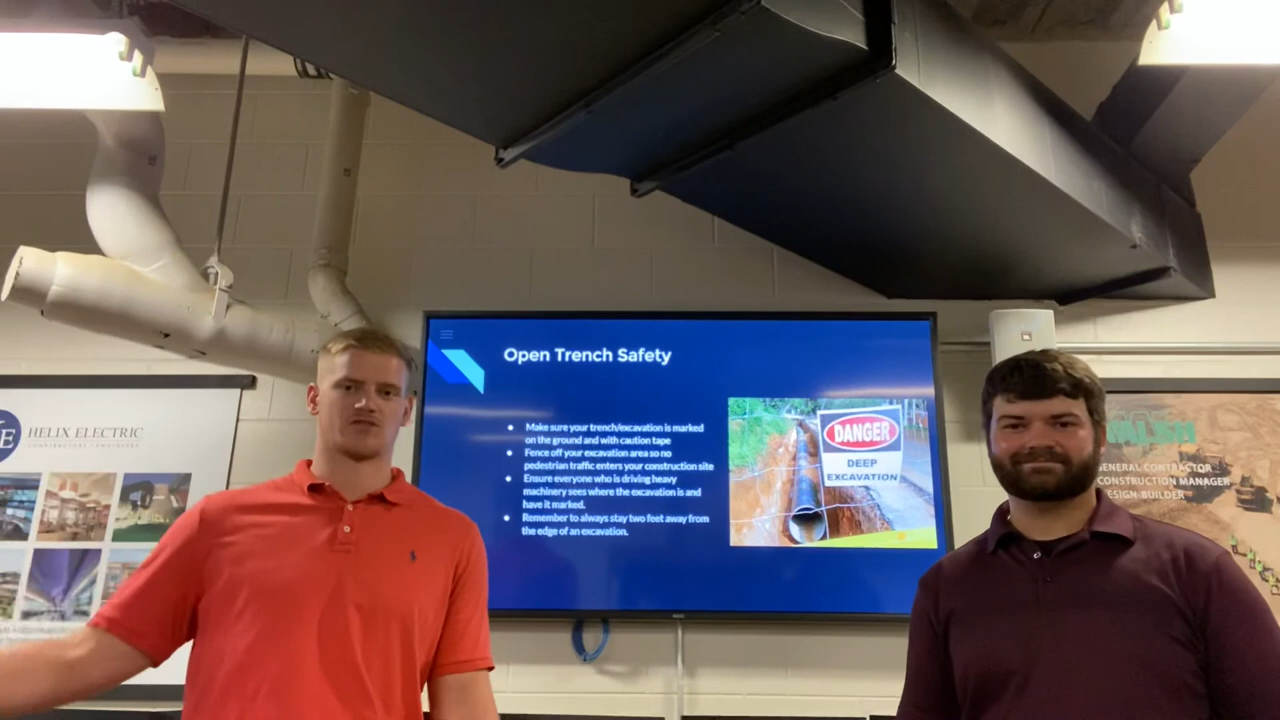 Open Trench Safety
Make sure your trench/excavation is marked
on the ground and with caution tape
Fence off your excavation area so no
pedestrian traffic enters your construction site
Ensure everyone who is driving heavy
machinery sees where the excavation is and
have it marked.
Remember to always stay two feet away from
the edge of an excavation.
DANGER
DEEP
EXCAVATION
E HELIX ELECTRIC
WALSH
GENERAL CONTRACTOR
CONSTRUCTION MANAGER
DESIGN-BUILDER